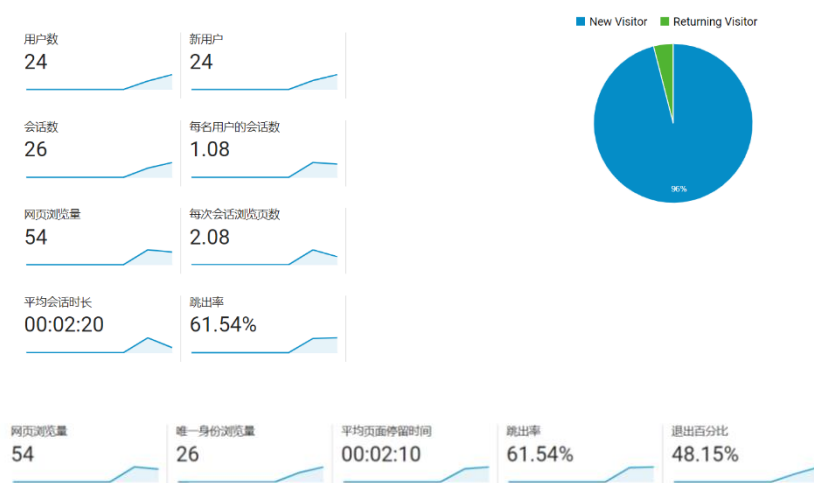 New Visitor Returning Visitor
用户数 新用户
24 24
会话数 每名用户的会话数
26 1.08
网页浏览量 每次会话浏览页数
54 2.08
平均会话时长 跳出率
00:02:20 61.54%
96%
网页浏览量 唯一身份浏览量 平均页面停留时间 跳出率 退出百分比
54 26 00:02:10 61.54% 48.15%